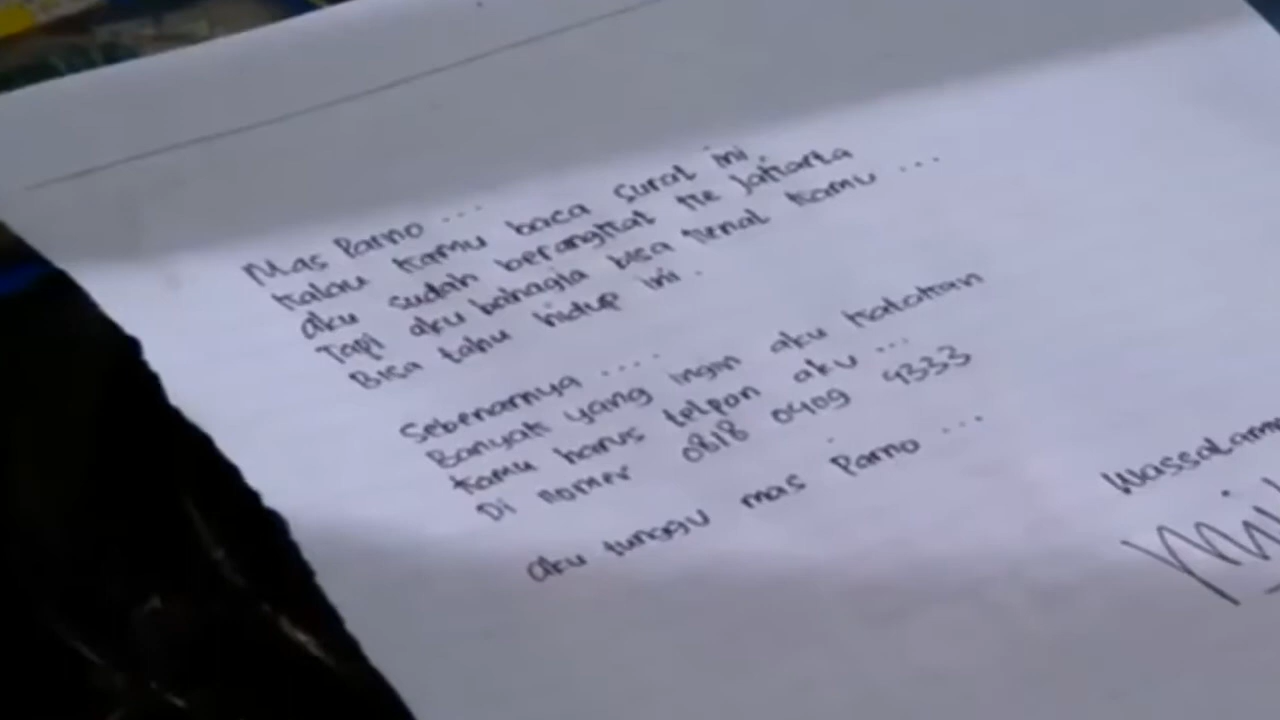 Mas Parno ...
Kalau kamu baca surat ini,
aku sudah berangkat ke Jakarta
Tapi aku bahagia bisa kenal kamu ...
Bisa tahu hidup ini.
Sebenarnya ...
Banyak yang ingin aku katakan
Kamu harus telpon aku ...
Di nomer 0818 0409 4333
aku tunggu mas Parno ...